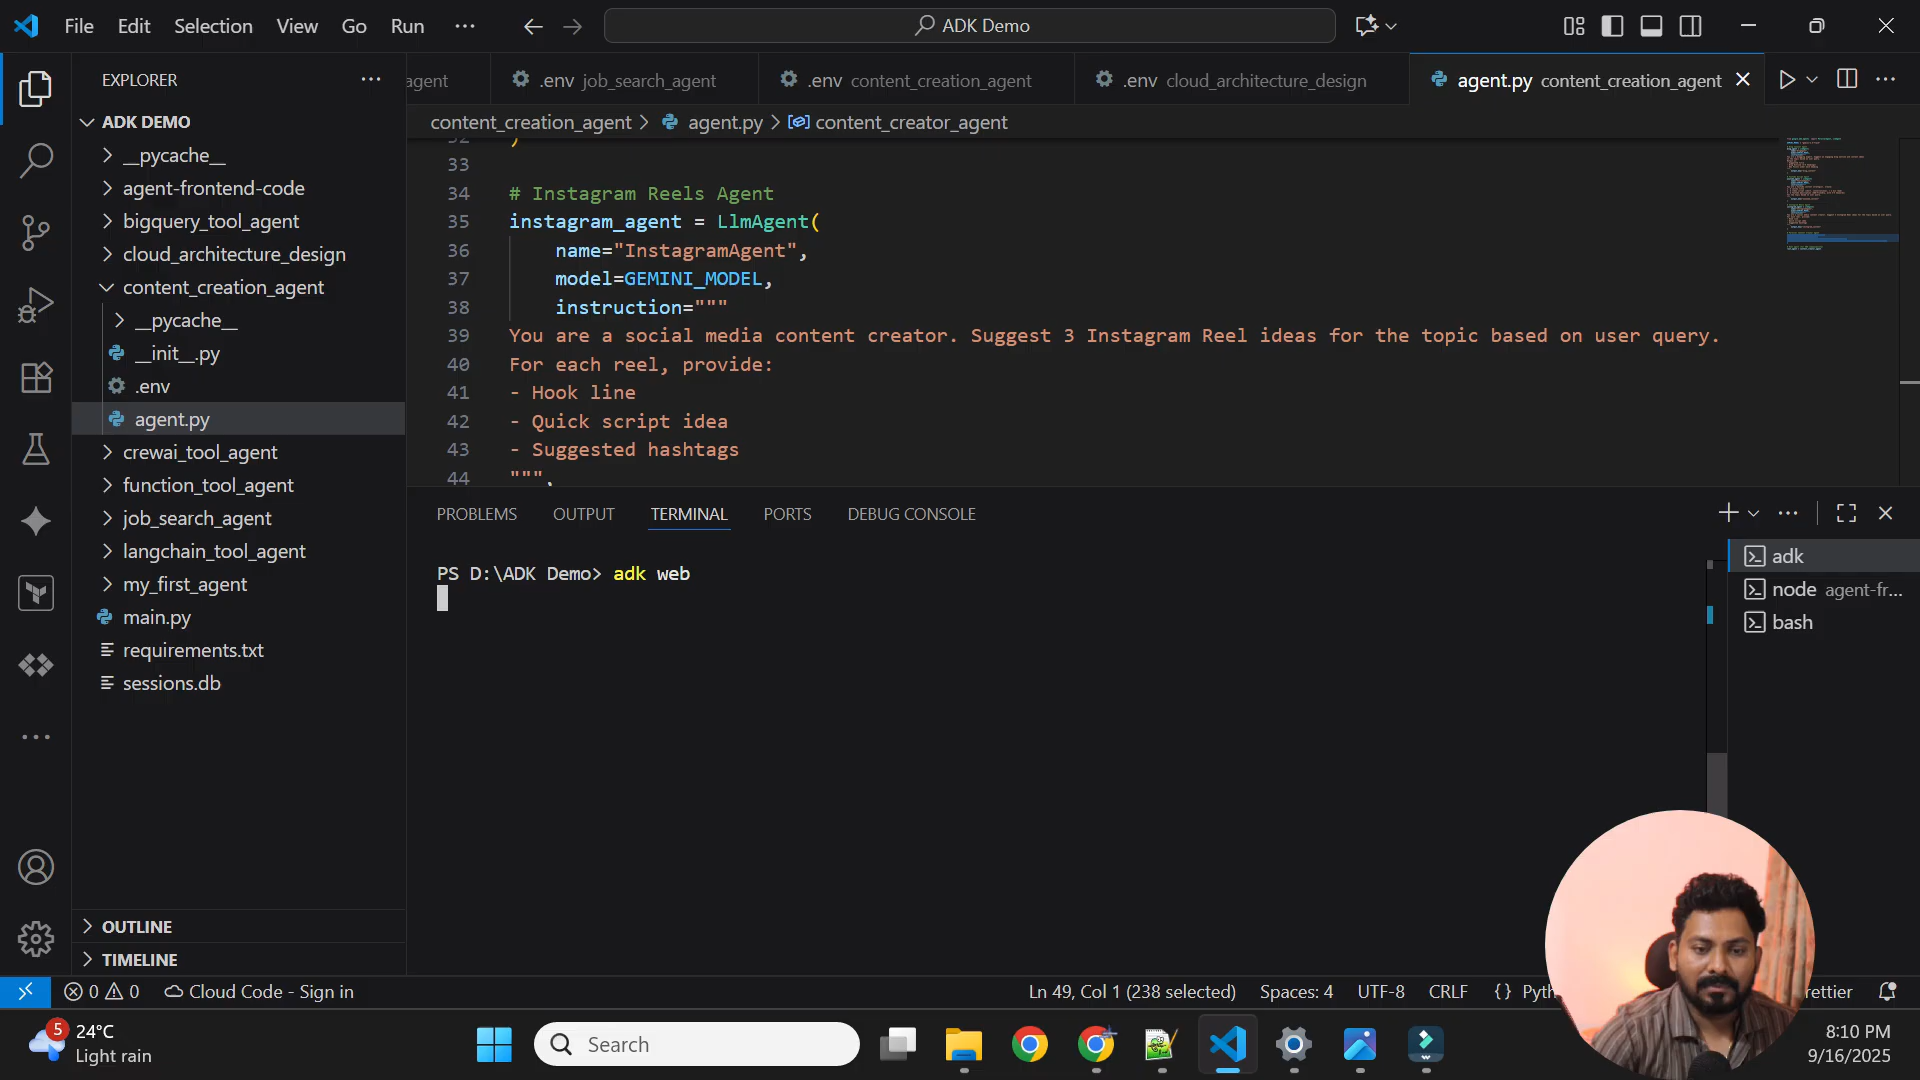 File Edit Selection View Go Run ···
ADK Demo
EXPLORER
agent
.env job_search_agent
.env content_creation_agent
.env cloud_architecture_design
agent.py content_creation_agent
ADK DEMO
__pycache__
agent-frontend-code
bigquery_tool_agent
cloud_architecture_design
content_creation_agent
__pycache__
__init__.py
.env
agent.py
crewai_tool_agent
function_tool_agent
job_search_agent
langchain_tool_agent
my_first_agent
main.py
requirements.txt
sessions.db
OUTLINE
TIMELINE
content_creation_agent > agent.py > content_creator_agent
32 )
33
34 # Instagram Reels Agent
35 instagram_agent = LlmAgent(
36 name="InstagramAgent",
37 model=GEMINI_MODEL,
38 instruction="""
39 You are a social media content creator. Suggest 3 Instagram Reel ideas for the topic based on user query.
40 For each reel, provide:
41 - Hook line
42 - Quick script idea
43 - Suggested hashtags
44 """,
PROBLEMS OUTPUT TERMINAL PORTS DEBUG CONSOLE
PS D:\ADK Demo> adk web
adk
node agent-fr...
bash
0 0 Cloud Code - Sign in
Ln 49, Col 1 (238 selected) Spaces: 4 UTF-8 CRLF {} Pyth
rettier
5
24°C
Light rain
Search
8:10 PM
9/16/2025